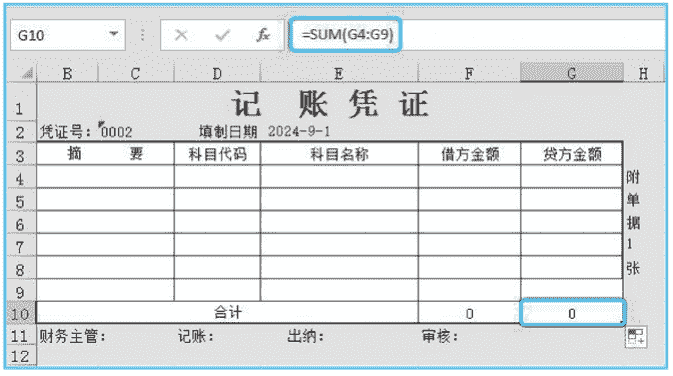 G10 fx =SUM(G4:G9)
B C D E F G H
1 记 账 凭 证
2 凭证号: 0002 填制日期 2024-9-1
3 摘 要 科目代码 科目名称 借方金额 贷方金额
4 附
5 单
6 据
7 1
8 张
9
10 合计 0 0
11 财务主管: 记账: 出纳: 审核:
12